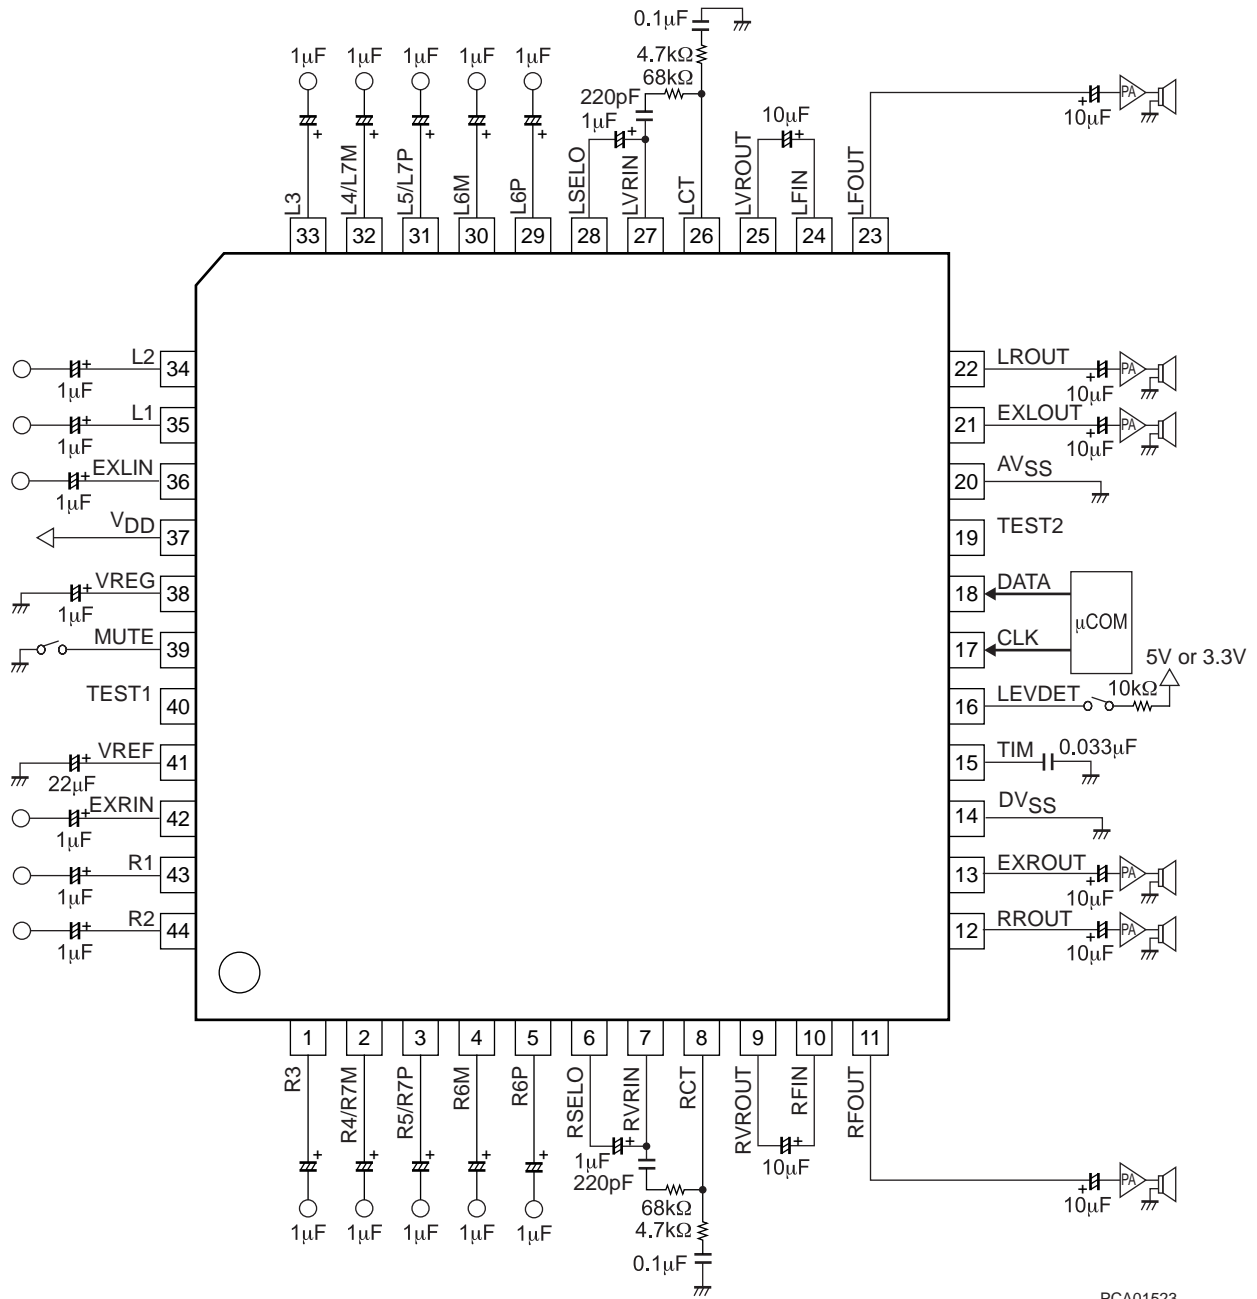 0.1μF
4.7kΩ
68kΩ
1μF 1μF 1μF 1μF 1μF
220pF
1μF
10μF
10μF
PA
L3
L4/L7M
L5/L7P
L6M
L6P
LSELO
LVRIN
LCT
LVROUT
LFIN
LFOUT
33 32 31 30 29 28 27 26 25 24 23
L2 34
1μF
L1 35
1μF
EXLIN 36
1μF
VDD 37
VREG 38
1μF
MUTE 39
TEST1 40
VREF 41
22μF
EXRIN 42
1μF
R1 43
1μF
R2 44
1μF
22 LROUT
10μF
PA
21 EXLOUT
10μF
PA
20 AVSS
19 TEST2
18 DATA
μCOM
17 CLK
5V or 3.3V
16 LEVDET
10kΩ
15 TIM
0.033μF
14 DVSS
13 EXROUT
10μF
PA
12 RROUT
10μF
PA
1 2 3 4 5 6 7 8 9 10 11
R3
R4/R7M
R5/R7P
R6M
R6P
RSELO
RVRIN
RCT
RVROUT
RFIN
RFOUT
1μF
220pF
10μF
68kΩ
4.7kΩ
0.1μF
1μF 1μF 1μF 1μF 1μF
10μF
PA
PCA01523